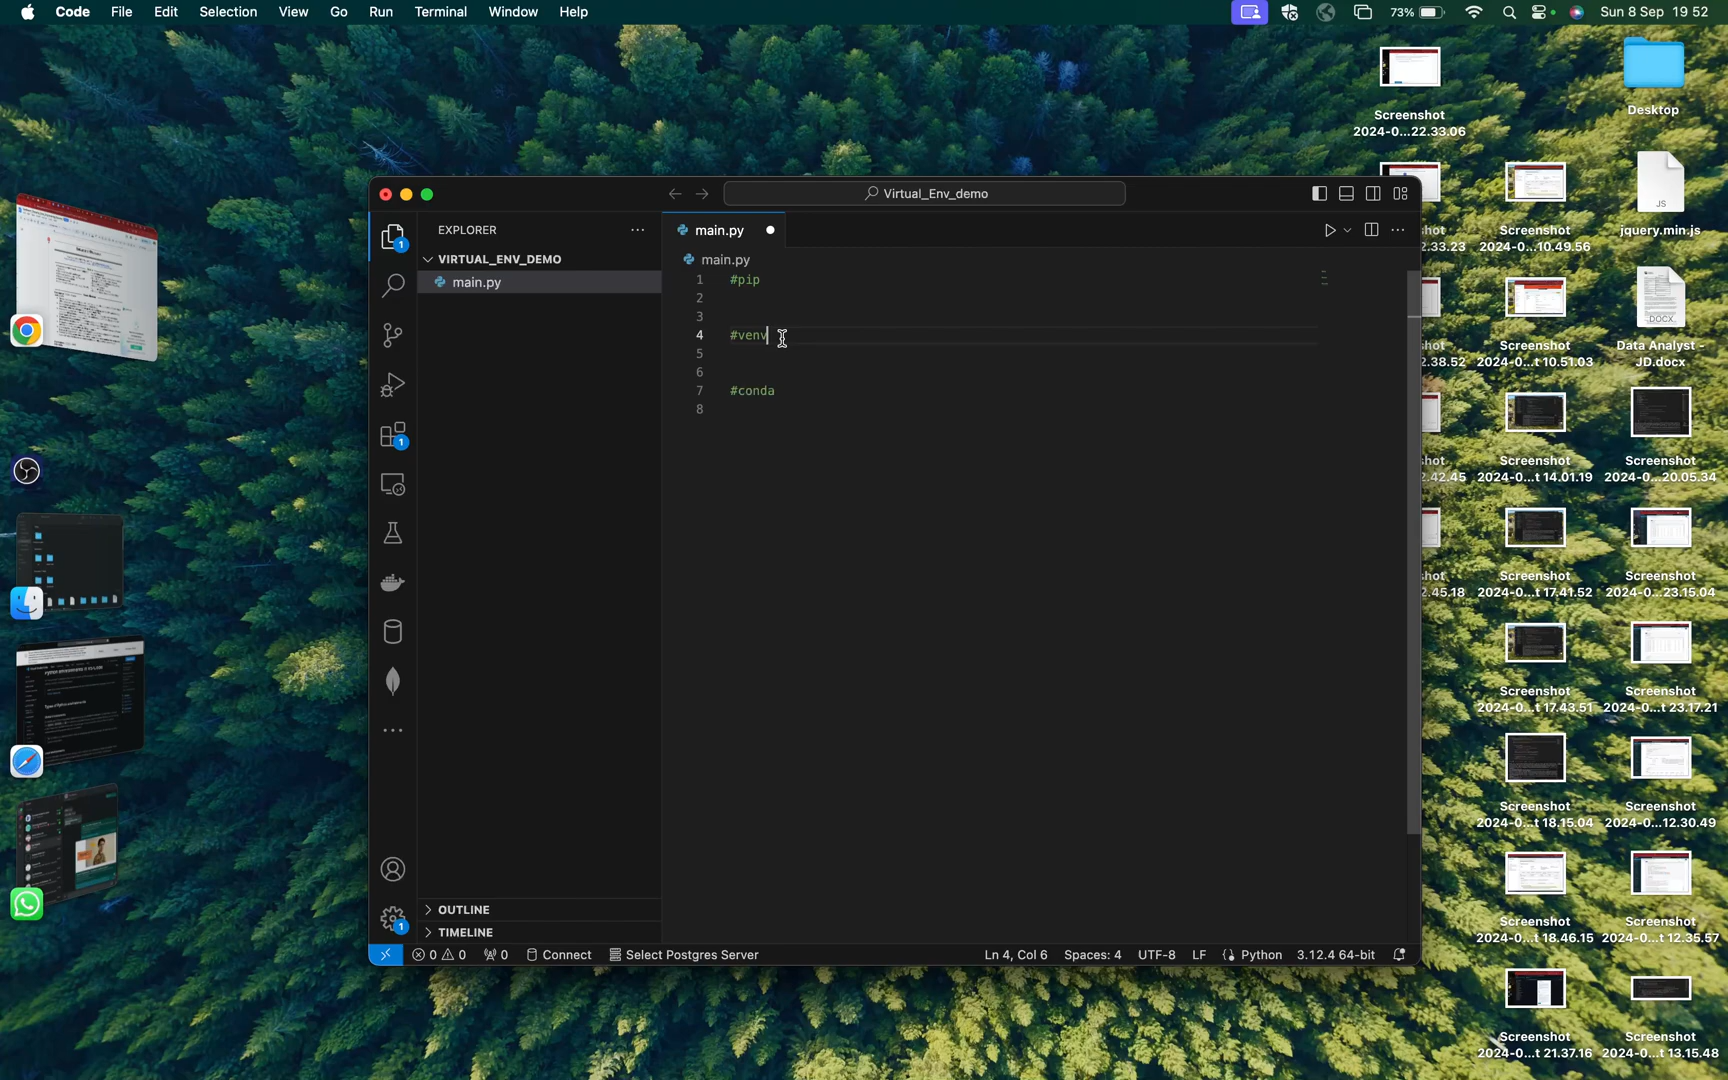 Code File Edit Selection View Go Run Terminal Window Help
73% Sun 8 Sep 19 52
Screenshot
2024-0...22.33.06
Desktop
Screenshot
2024-0...10.49.56
jquery.min.js
JS
Screenshot
2024-0...t 10.51.03
Data Analyst -
JD.docx
DOCX
Screenshot
2024-0...t 14.01.19
Screenshot
2024-0...20.05.34
Screenshot
2024-0...t 17.41.52
Screenshot
2024-0...23.15.04
Screenshot
2024-0...t 17.43.51
Screenshot
2024-0...t 23.17.21
Screenshot
2024-0...t 18.15.04
Screenshot
2024-0...12.30.49
Screenshot
2024-0...t 18.46.15
Screenshot
2024-0...t 12.35.57
Screenshot
2024-0...t 21.37.16
Screenshot
2024-0...t 13.15.48
Virtual_Env_demo
EXPLORER
VIRTUAL_ENV_DEMO
main.py
main.py
main.py
1 #pip
2
3
4 #venv
5
6
7 #conda
8
1
1
1
OUTLINE
TIMELINE
0 0 0 Connect Select Postgres Server Ln 4, Col 6 Spaces: 4 UTF-8 LF Python 3.12.4 64-bit